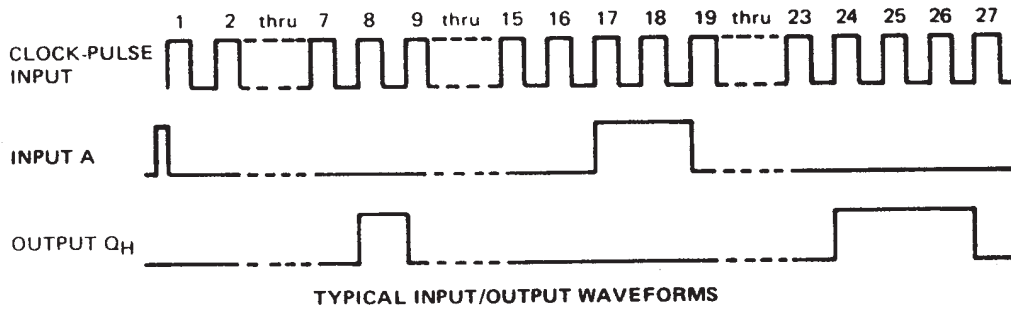 1 2 thru 7 8 9 thru 15 16 17 18 19 thru 23 24 25 26 27
CLOCK-PULSE
INPUT
INPUT A
OUTPUT QH
TYPICAL INPUT/OUTPUT WAVEFORMS